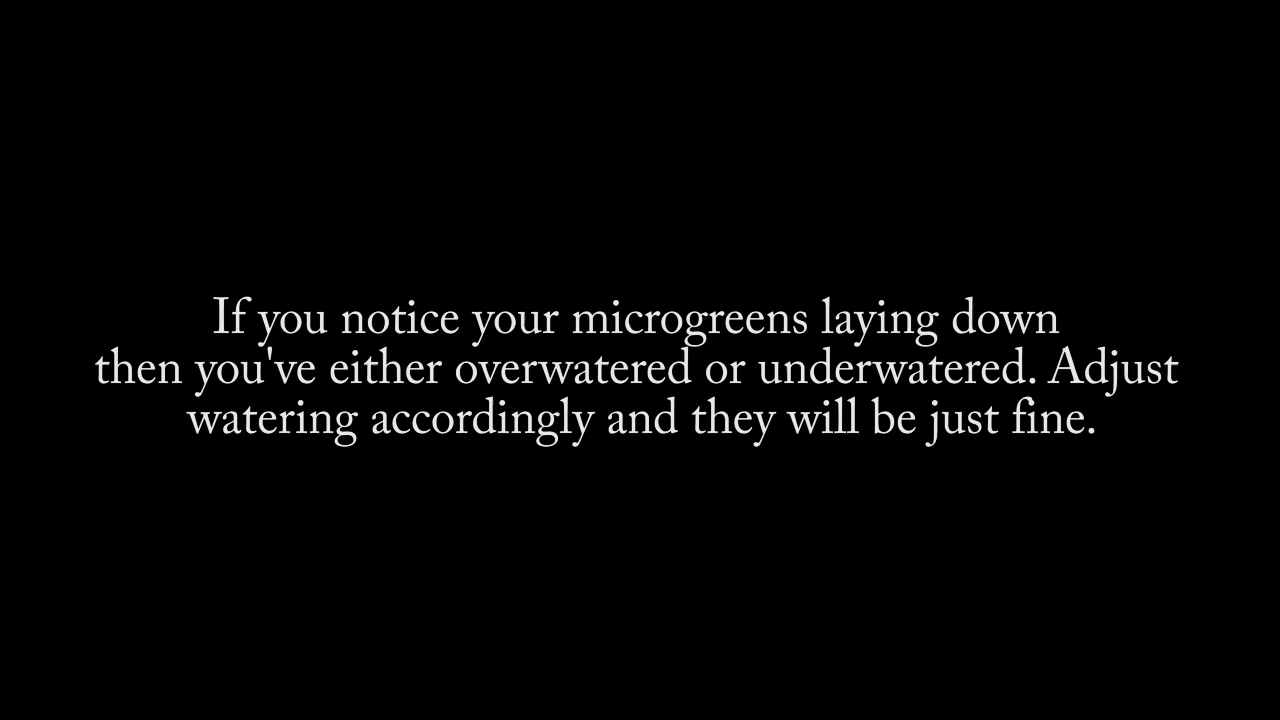 If you notice your microgreens laying down
then you've either overwatered or underwatered. Adjust
watering accordingly and they will be just fine.